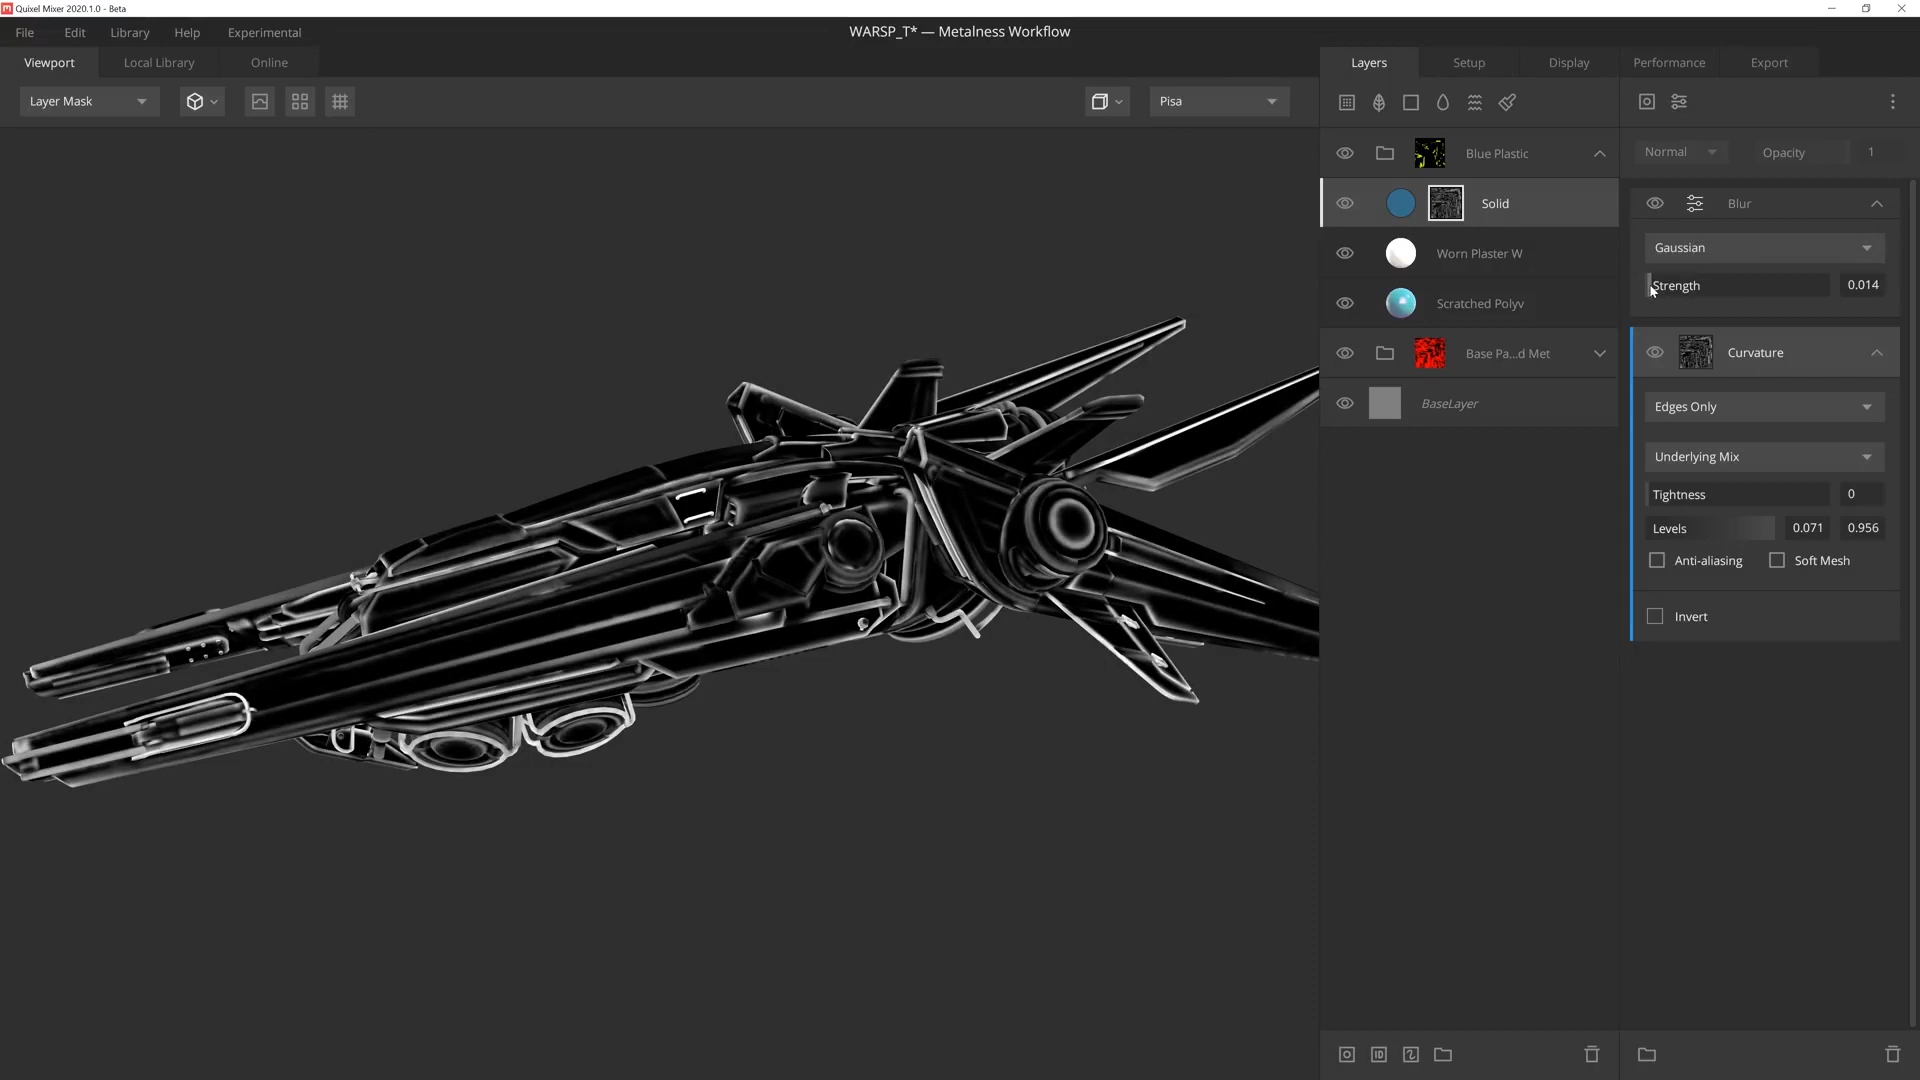 Quixel Mixer 2020.1.0 - Beta
File Edit Library Help Experimental
WARSP_T* — Metalness Workflow
Viewport Local Library Online
Layers Setup Display Performance Export
Layer Mask
Pisa
Blue Plastic
Normal Opacity 1
Solid
Blur
Worn Plaster W
Gaussian
Strength 0.014
Scratched Polyv
Base Pa...d Met
Curvature
BaseLayer
Edges Only
Underlying Mix
Tightness 0
Levels 0.071 0.956
Anti-aliasing Soft Mesh
Invert
ID